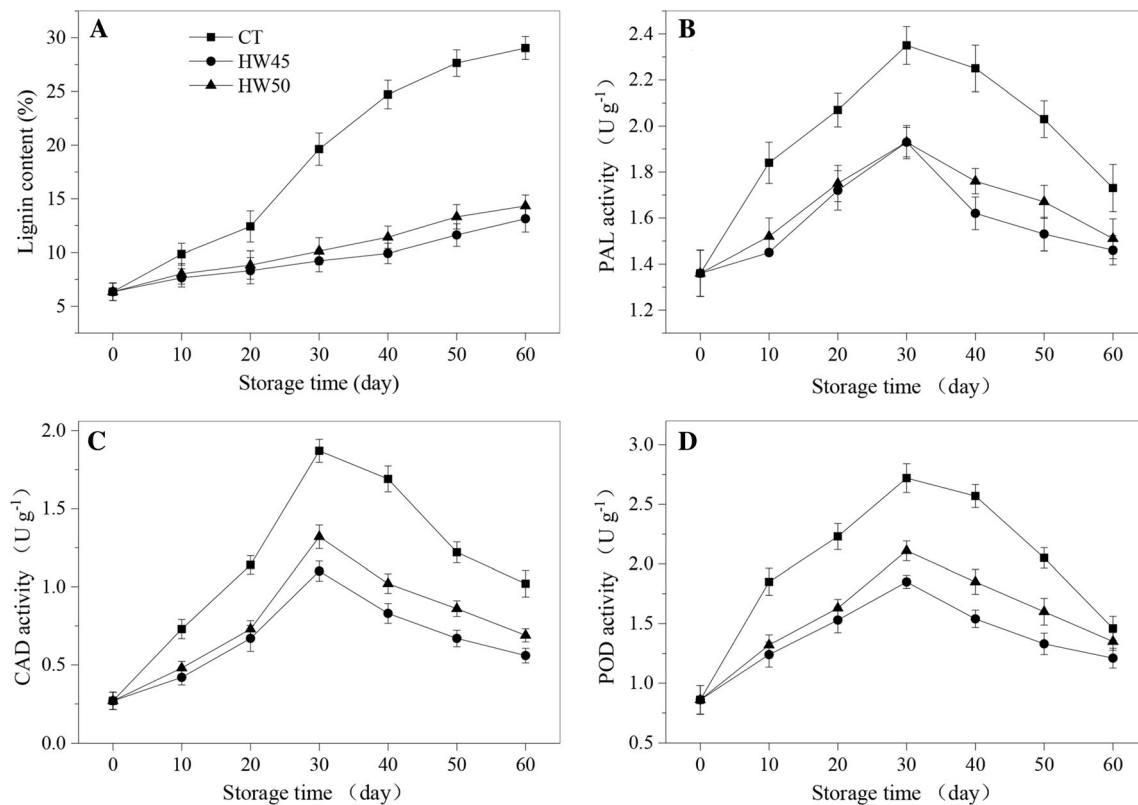 A
CT
HW45
HW50
Lignin content (%)
30
25
20
15
10
5
0 10 20 30 40 50 60
Storage time (day)
B
PAL activity （U g-1）
2.4
2.2
2.0
1.8
1.6
1.4
1.2
0 10 20 30 40 50 60
Storage time （day）
C
CAD activity （U g-1）
2.0
1.5
1.0
0.5
0.0
0 10 20 30 40 50 60
Storage time （day）
D
POD activity （U g-1）
3.0
2.5
2.0
1.5
1.0
0.5
0 10 20 30 40 50 60
Storage time （day）